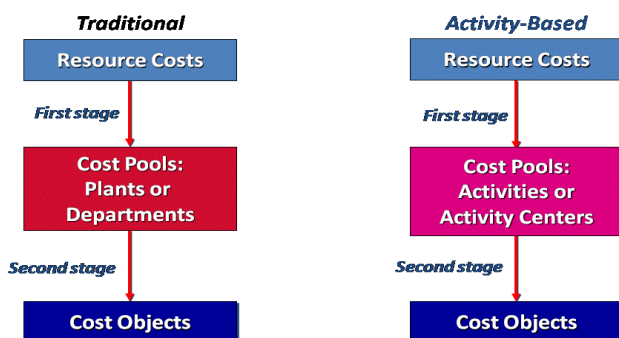 Traditional
Resource Costs
First stage
Cost Pools:
Plants or
Departments
Second stage
Cost Objects
Activity-Based
Resource Costs
First stage
Cost Pools:
Activities or
Activity Centers
Second stage
Cost Objects